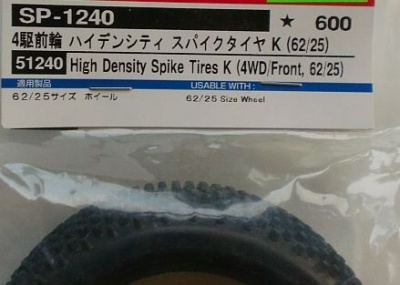 SP-1240 ★ 600
4駆前輪 ハイデンシティ スパイクタイヤ K (62/25)
51240 High Density Spike Tires K (4WD/Front, 62/25)
適用製品 USABLE WITH :
62/25サイズ ホイール 62/25 Size Wheel